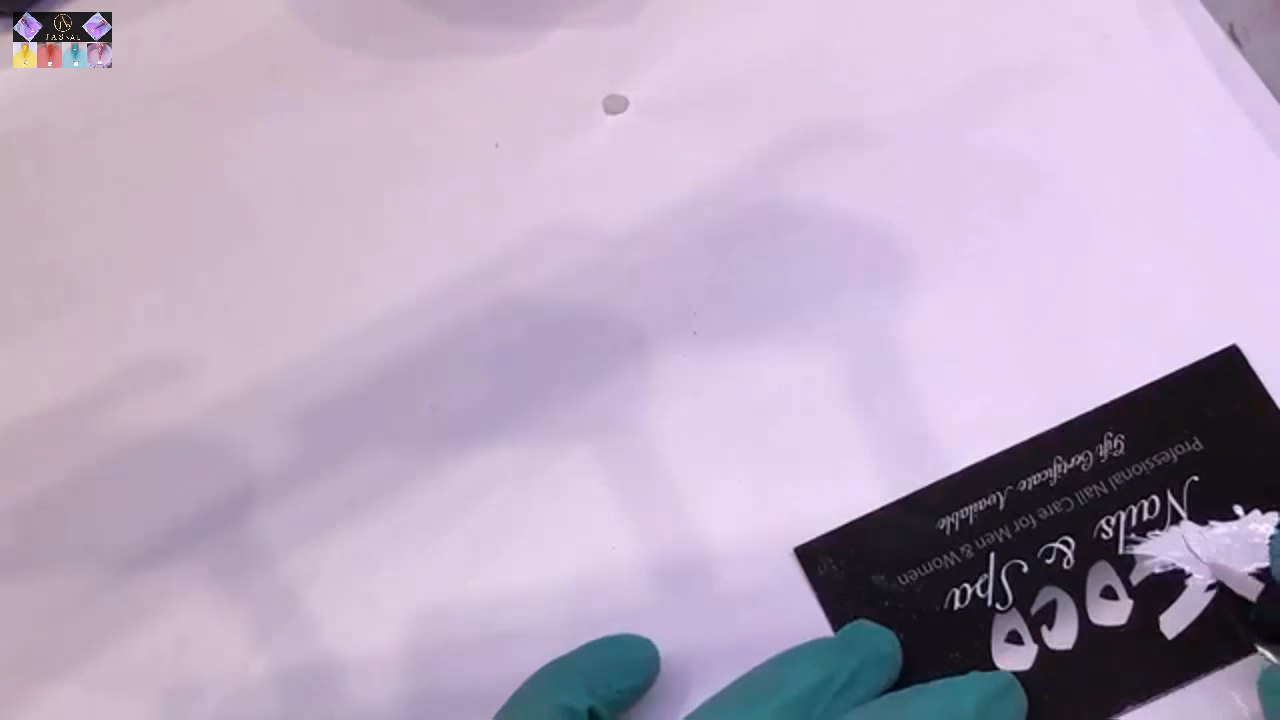 COCO
Nails & Spa
Professional Nail Care for Men & Women
Gift Certificate Available